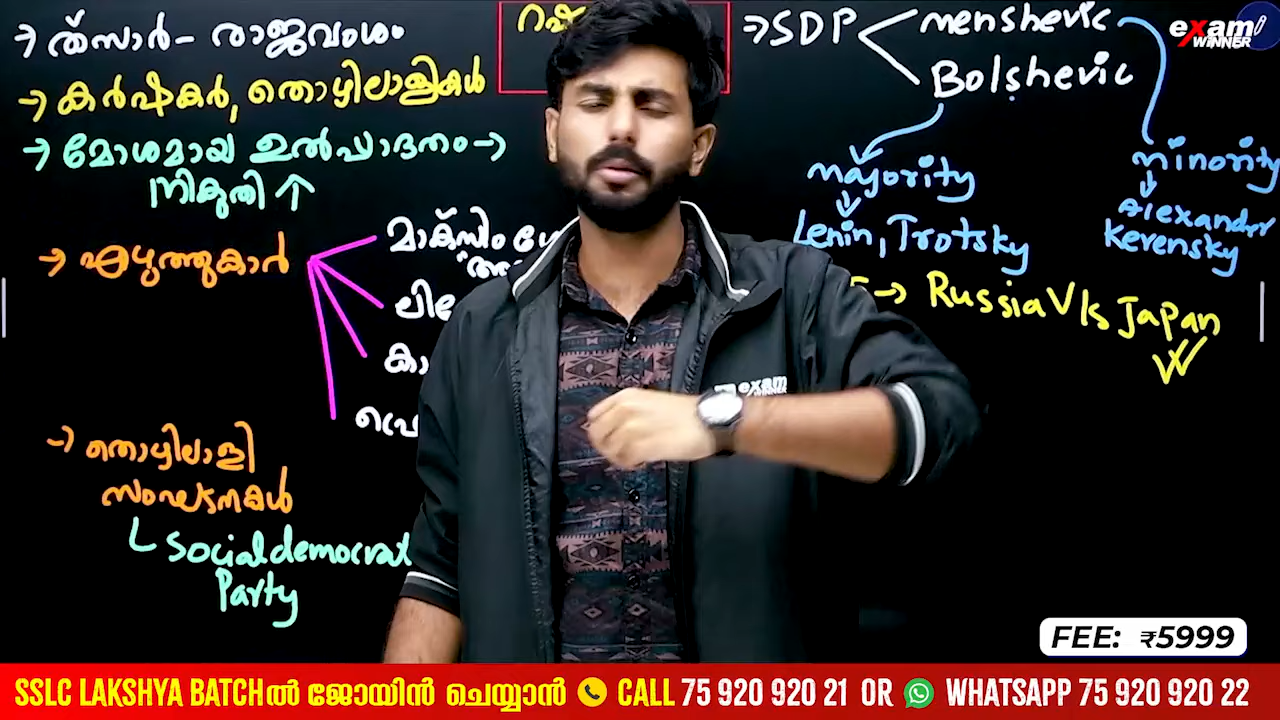 → ത്സാർ - രാജവംശം
→ കർഷകർ, തൊഴിലാളികൾ
→ മോശമായ ഉൽപ്പാദനം →
നികുതി ↑
→ എഴുത്തുകാർ
മാക്സിം
→ തൊഴിലാളി
സംഘടനകൾ
Social democrat
Party
→ SDP
menshevic
Bolshevic
majority
Lenin, Trotsky
minority
Alexander
Kerensky
→ Russia V/s Japan
exam
WINNER
exam
WINNER
FEE: ₹5999
SSLC LAKSHYA BATCHൽ ജോയിൻ ചെയ്യാൻ CALL 75 920 920 21 OR WHATSAPP 75 920 920 22